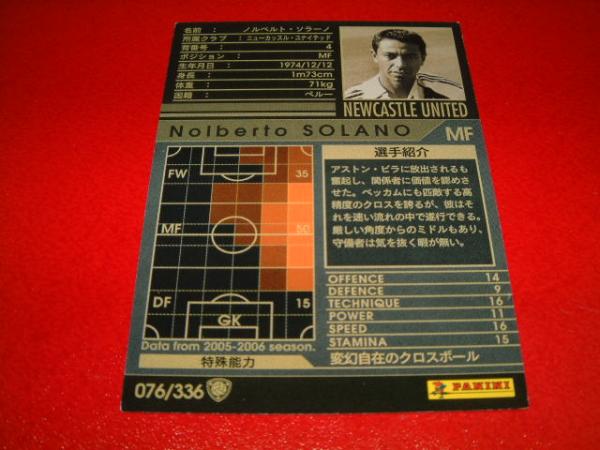 名前 : ノルベルト・ソラーノ
所属クラブ : ニューカッスル・ユナイテッド
背番号 : 4
ポジション : MF
生年月日 : 1974/12/12
身長 : 1m73cm
体重 : 71kg
国籍 : ペルー
NEWCASTLE UNITED
Nolberto SOLANO MF
FW 35
MF 50
DF 15
GK
Data from 2005-2006 season.
選手紹介
アストン・ビラに放出されるも
奮起し、関係者に価値を認めさ
せた。ベッカムにも匹敵する高
精度のクロスを誇るが、彼はそ
れを速い流れの中で遂行できる。
厳しい角度からのミドルもあり、
守備者は気を抜く暇が無い。
OFFENCE 14
DEFENCE 9
TECHNIQUE 16
POWER 11
SPEED 16
STAMINA 15
特殊能力 変幻自在のクロスボール
076/336
PANINI